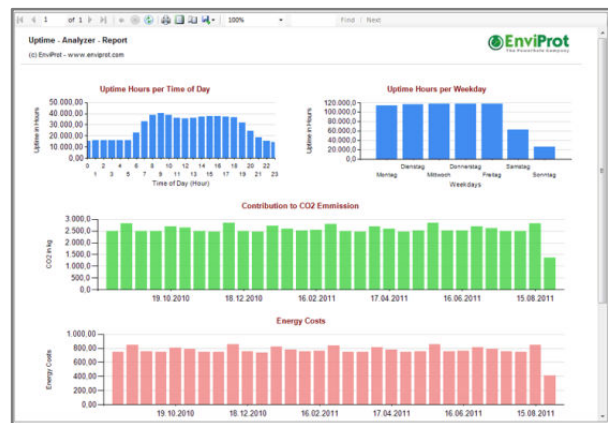 1 of 1 100% Find | Next
Uptime - Analyzer - Report
(c) EnviProt - www.enviprot.com
EnviProt
The PowerHold Company
Uptime Hours per Time of Day
Uptime in Hours
50.000,00
40.000,00
30.000,00
20.000,00
10.000,00
0,00
0 2 4 6 8 10 12 14 16 18 20 22
1 3 5 7 9 11 13 15 17 19 21 23
Time of Day (Hour)
Uptime Hours per Weekday
Uptime in Hours
120.000,0
100.000,0
80.000,0
60.000,0
40.000,0
20.000,0
0,0
Dienstag Donnerstag Samstag
Montag Mittwoch Freitag Sonntag
Weekdays
Contribution to CO2 Emmission
CO2 in kg
3.000,0
2.500,0
2.000,0
1.500,0
1.000,0
500,0
0,0
19.10.2010 18.12.2010 16.02.2011 17.04.2011 16.06.2011 15.08.2011
Energy Costs
Energy Costs
1.000,00
800,00
600,00
400,00
200,00
0,00
19.10.2010 18.12.2010 16.02.2011 17.04.2011 16.06.2011 15.08.2011